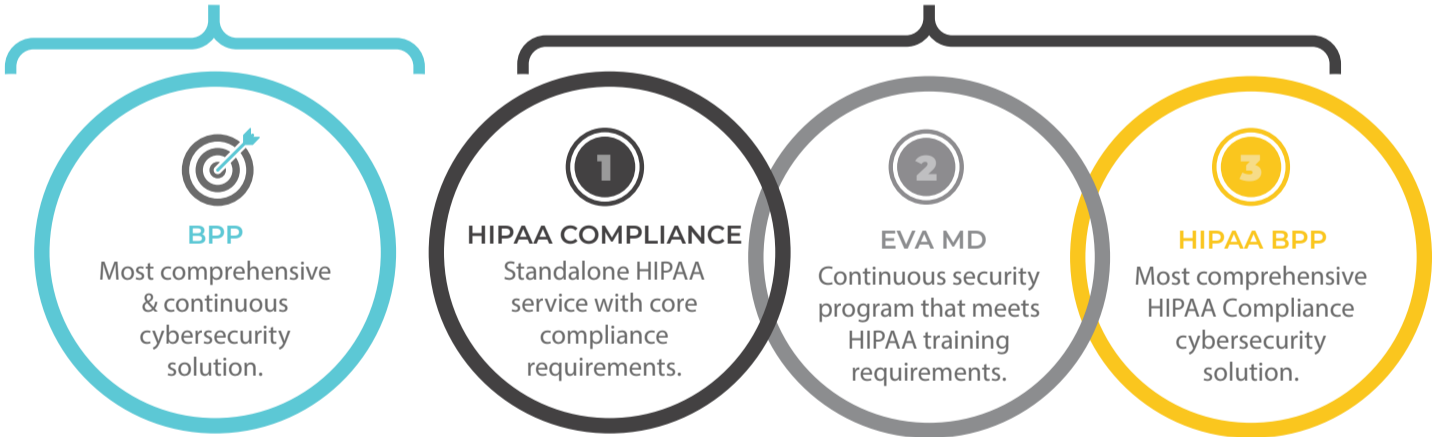 BPP
Most comprehensive
& continuous
cybersecurity
solution.
1
HIPAA COMPLIANCE
Standalone HIPAA
service with core
compliance
requirements.
2
EVA MD
Continuous security
program that meets
HIPAA training
requirements.
3
HIPAA BPP
Most comprehensive
HIPAA Compliance
cybersecurity
solution.